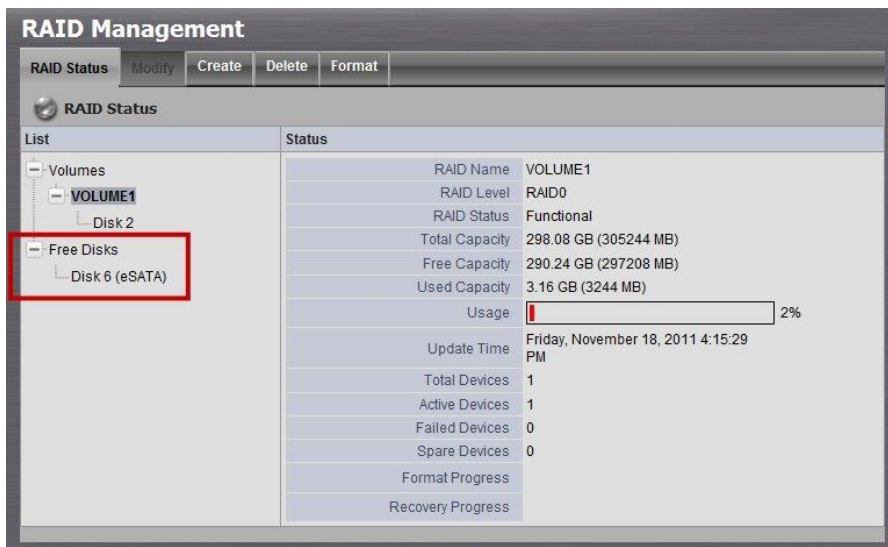 RAID Management
RAID Status Modify Create Delete Format
RAID Status
List Status
Volumes
VOLUME1
Disk 2
Free Disks
Disk 6 (eSATA)
RAID Name VOLUME1
RAID Level RAID0
RAID Status Functional
Total Capacity 298.08 GB (305244 MB)
Free Capacity 290.24 GB (297208 MB)
Used Capacity 3.16 GB (3244 MB)
Usage 2%
Update Time Friday, November 18, 2011 4:15:29
PM
Total Devices 1
Active Devices 1
Failed Devices 0
Spare Devices 0
Format Progress
Recovery Progress